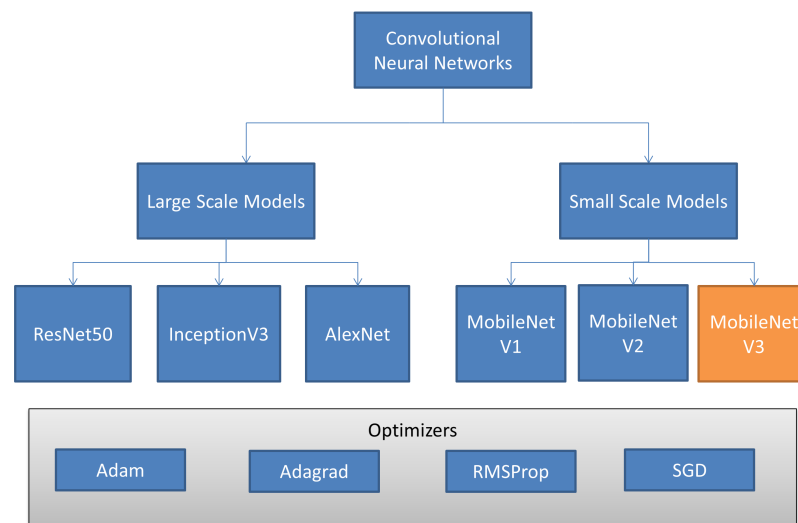 Convolutional
Neural Networks
Large Scale Models
Small Scale Models
ResNet50
InceptionV3
AlexNet
MobileNet
V1
MobileNet
V2
MobileNet
V3
Optimizers
Adam
Adagrad
RMSProp
SGD